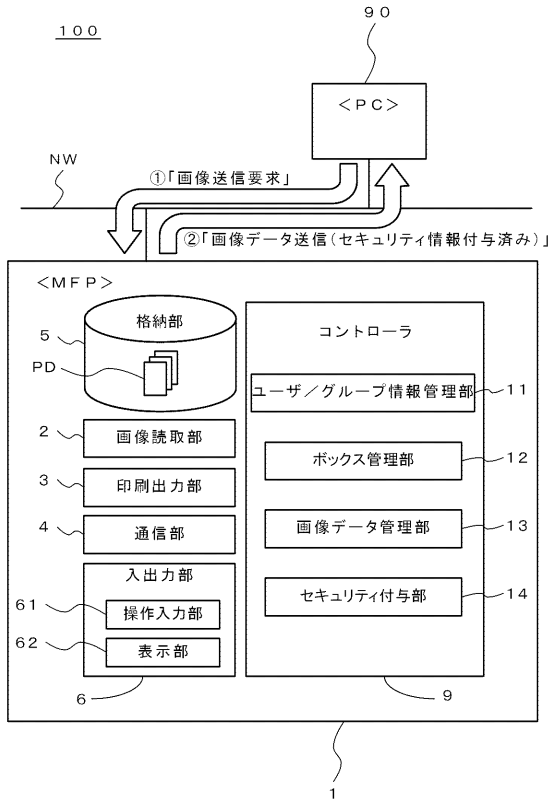 100
90
<PC>
NW
①「画像送信要求」
②「画像データ送信(セキュリティ情報付与済み)」
<MFP>
格納部
5
PD
コントローラ
ユーザ/グループ情報管理部
11
2
画像読取部
ボックス管理部
12
3
印刷出力部
4
通信部
画像データ管理部
13
入出力部
61
操作入力部
セキュリティ付与部
14
62
表示部
6
9
1